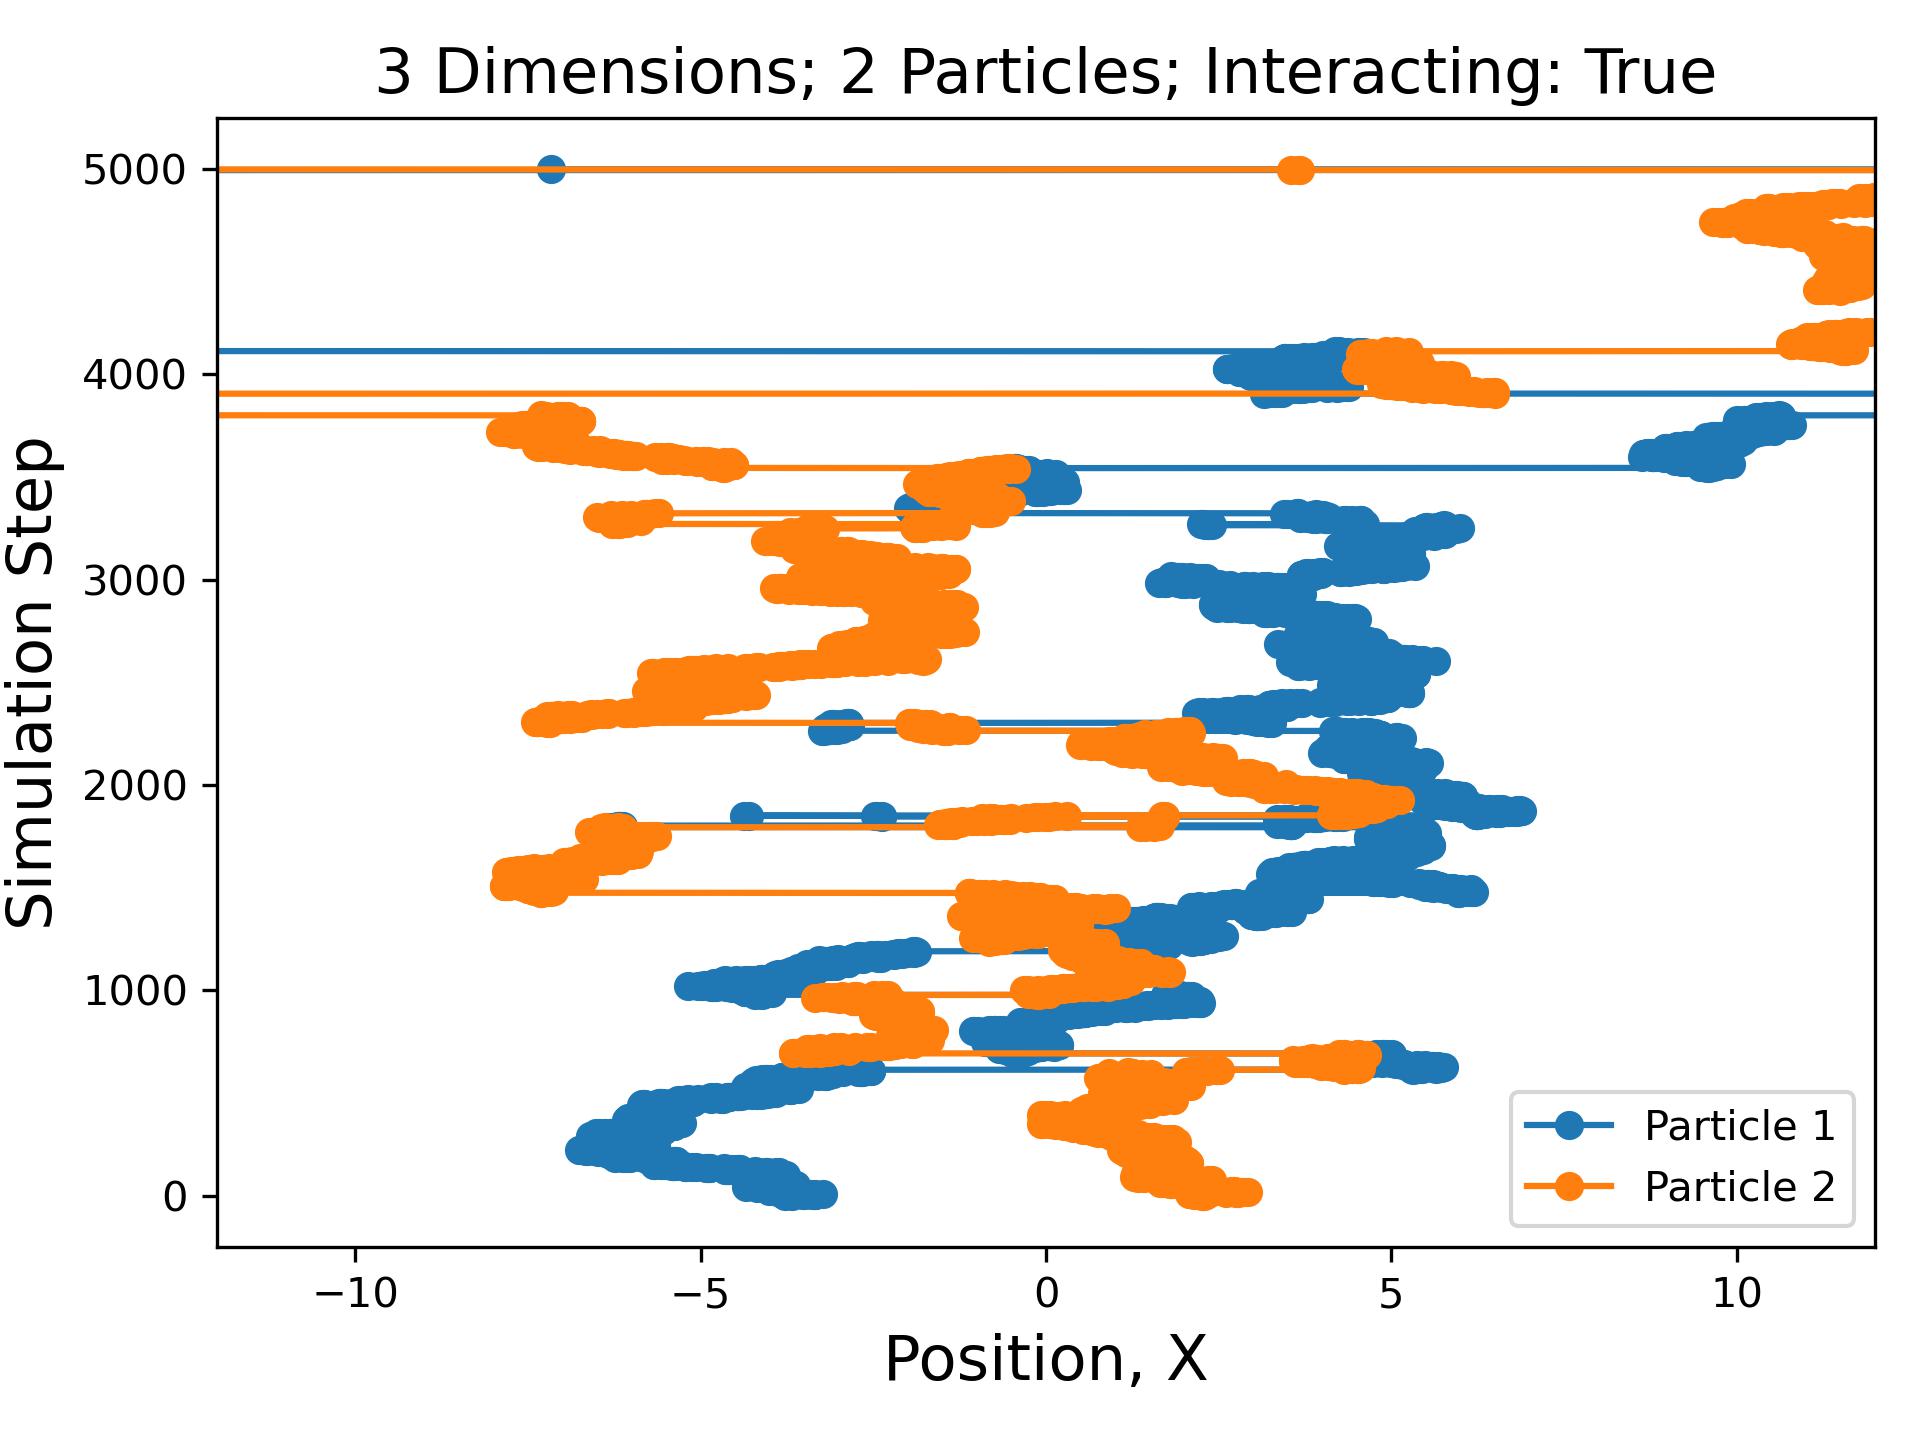 3 Dimensions; 2 Particles; Interacting: True
Simulation Step
5000
4000
3000
2000
1000
0
Particle 1
Particle 2
−10 −5 0 5 10
Position, X